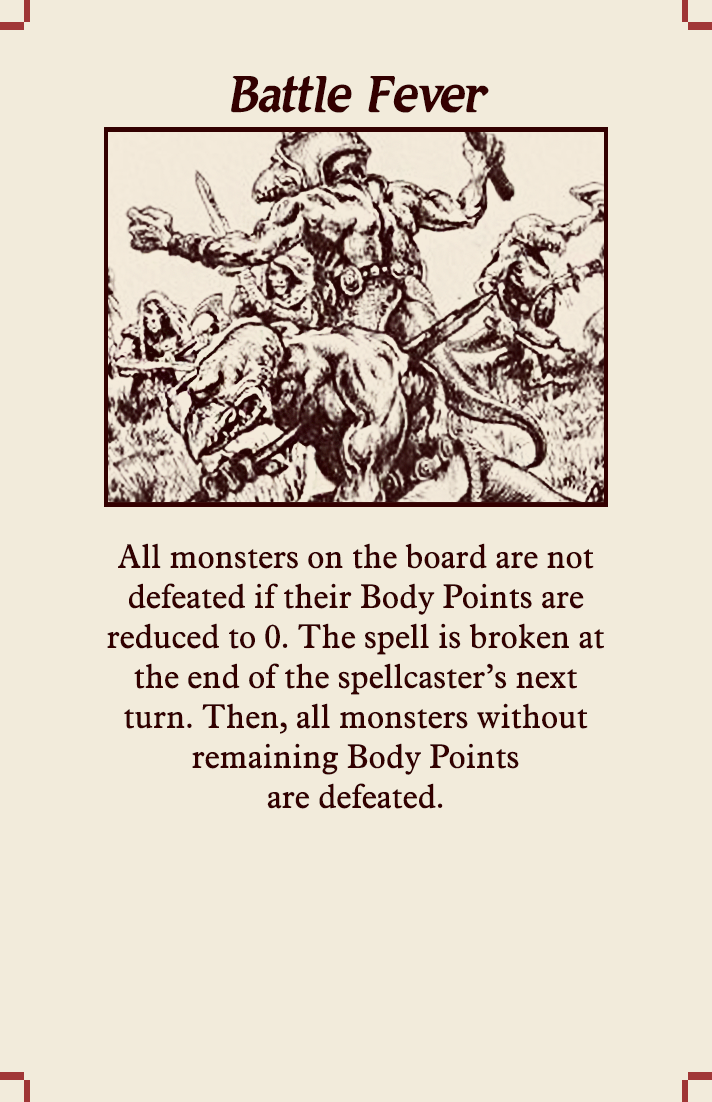 Battle Fever
All monsters on the board are not
defeated if their Body Points are
reduced to 0. The spell is broken at
the end of the spellcaster’s next
turn. Then, all monsters without
remaining Body Points
are defeated.